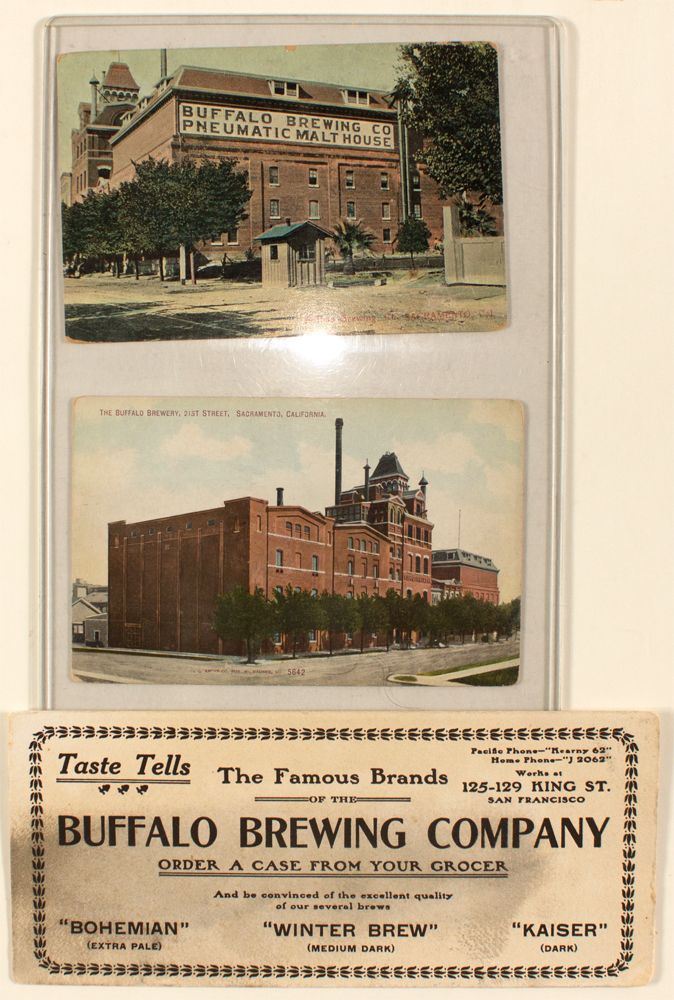 BUFFALO BREWING CO
PNEUMATIC MALT HOUSE
Brewing Co. SACRAMENTO, CAL.
THE BUFFALO BREWERY, 21ST STREET, SACRAMENTO, CALIFORNIA.
5642
Taste Tells
The Famous Brands
OF THE
Pacific Phone—"Kearny 62"
Home Phone—"J 2062"
Works at
125-129 KING ST.
SAN FRANCISCO
BUFFALO BREWING COMPANY
ORDER A CASE FROM YOUR GROCER
And be convinced of the excellent quality
of our several brews
"BOHEMIAN" "WINTER BREW" "KAISER"
(EXTRA PALE) (MEDIUM DARK) (DARK)